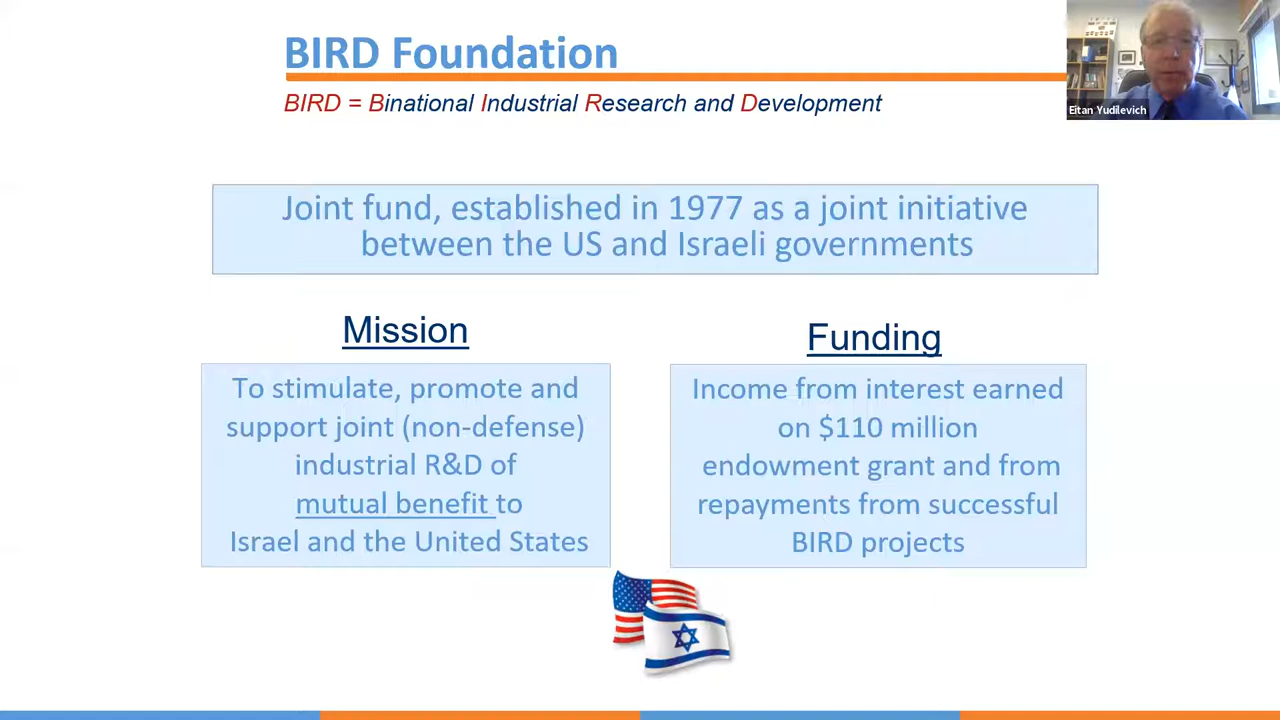 BIRD Foundation
BIRD = Binational Industrial Research and Development
Eitan Yudilevich
Joint fund, established in 1977 as a joint initiative
between the US and Israeli governments
Mission
To stimulate, promote and
support joint (non-defense)
industrial R&D of
mutual benefit to
Israel and the United States
Funding
Income from interest earned
on $110 million
endowment grant and from
repayments from successful
BIRD projects